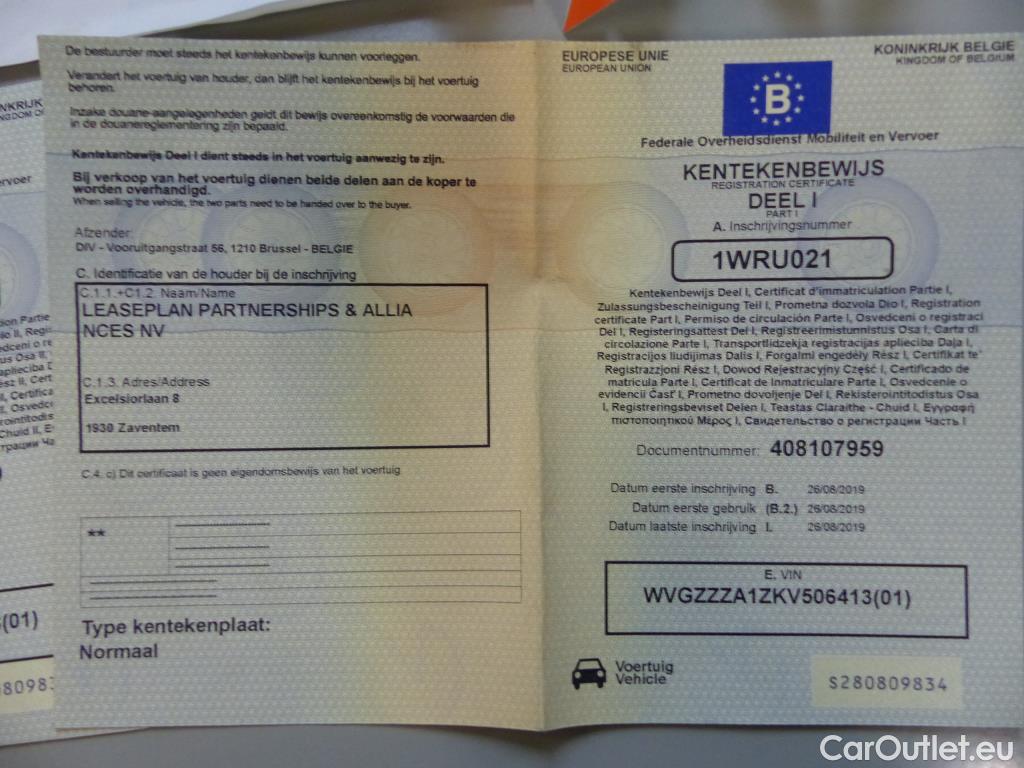 De bestuurder moet steeds het kentekenbewijs kunnen voorleggen.
Verandert het voertuig van houder, dan blijft het kentekenbewijs bij het voertuig
behoren.
Inzake douane-aangelegenheden geldt dit bewijs overeenkomstig de voorwaarden die
in de douanereglementering zijn bepaald.
Kentekenbewijs Deel I dient steeds in het voertuig aanwezig te zijn.
Bij verkoop van het voertuig dienen beide delen aan de koper te
worden overhandigd.
When selling the vehicle, the two parts need to be handed over to the buyer.
Afzender:
DIV - Vooruitgangstraat 56, 1210 Brussel - BELGIE
C. Identificatie van de houder bij de inschrijving
C.1.1.+C1.2. Naam/Name
LEASEPLAN PARTNERSHIPS & ALLIA
NCES NV
C.1.3. Adres/Address
Excelsiorlaan 8
1930 Zaventem
C.4. c) Dit certificaat is geen eigendomsbewijs van het voertuig
**
Type kentekenplaat:
Normaal
EUROPESE UNIE
EUROPEAN UNION
KONINKRIJK BELGIE
KINGDOM OF BELGIUM
B
Federale Overheidsdienst Mobiliteit en Vervoer
KENTEKENBEWIJS
REGISTRATION CERTIFICATE
DEEL I
PART I
A. Inschrijvingsnummer
1WRU021
Kentekenbewijs Deel I, Certificat d'immatriculation Partie I,
Zulassungsbescheinigung Teil I, Prometna dozvola Dio I, Registration
certificate Part I, Permiso de circulación Parte I, Osvedceni o registraci
Del I, Registeringsattest Del I, Registreerimistunnistus Osa I, Carta di
circolazione Parte I, Transportlidzekja registracijas aplieciba Daļa I,
Registracijos liudijimas Dalis I, Forgalmi engedély Rész I, Certifikat ta'
Registrazzjoni Rész I, Dowod Rejestracyjny Część I, Certificado de
matricula Parte I, Certificat de Inmatriculare Parte I, Osvedcenie o
evidencii Časť I, Prometno dovoljenje Del I, Rekisterointitodistus Osa
I, Registreringsbeviset Delen I, Teastas Claraithe - Chuid I, Εγγραφή
πιστοποιητικού Μέρος I, Свидетельство о регистрации Часть I
Documentnummer: 408107959
Datum eerste inschrijving B. 26/08/2019
Datum eerste gebruik (B.2.) 26/08/2019
Datum laatste inschrijving I. 26/08/2019
E. VIN
WVGZZZA1ZKV506413(01)
Voertuig
Vehicle
S280809834
CarOutlet.eu